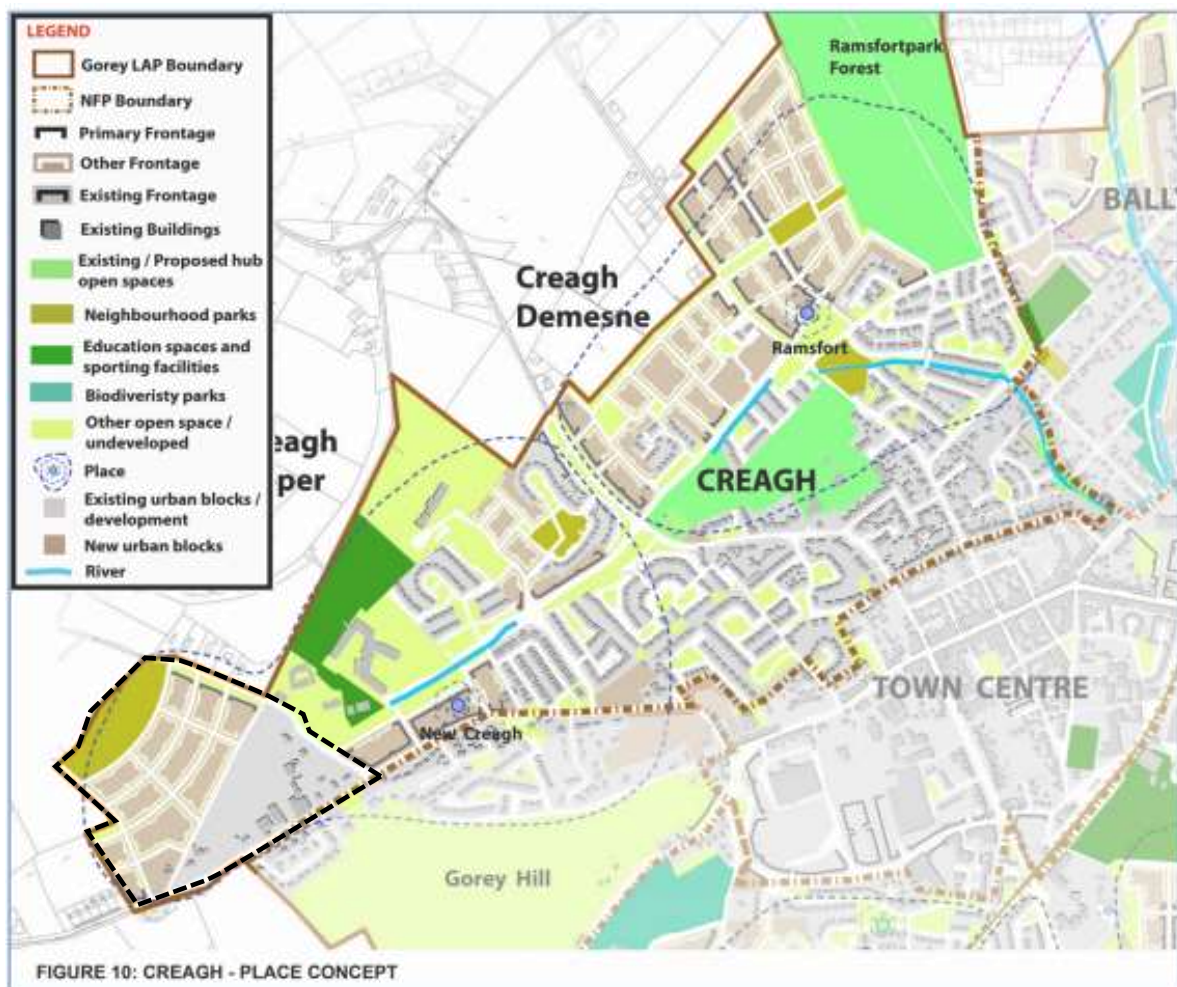 LEGEND
Gorey LAP Boundary
NFP Boundary
Primary Frontage
Other Frontage
Existing Frontage
Existing Buildings
Existing / Proposed hub
open spaces
Neighbourhood parks
Education spaces and
sporting facilities
Biodiveristy parks
Other open space /
undeveloped
Place
Existing urban blocks /
development
New urban blocks
River
Ramsfortpark
Forest
BALLY
Creagh
Demesne
Ramsfort
eagh
per
CREAGH
TOWN CENTRE
New Creagh
Gorey Hill
FIGURE 10: CREAGH - PLACE CONCEPT